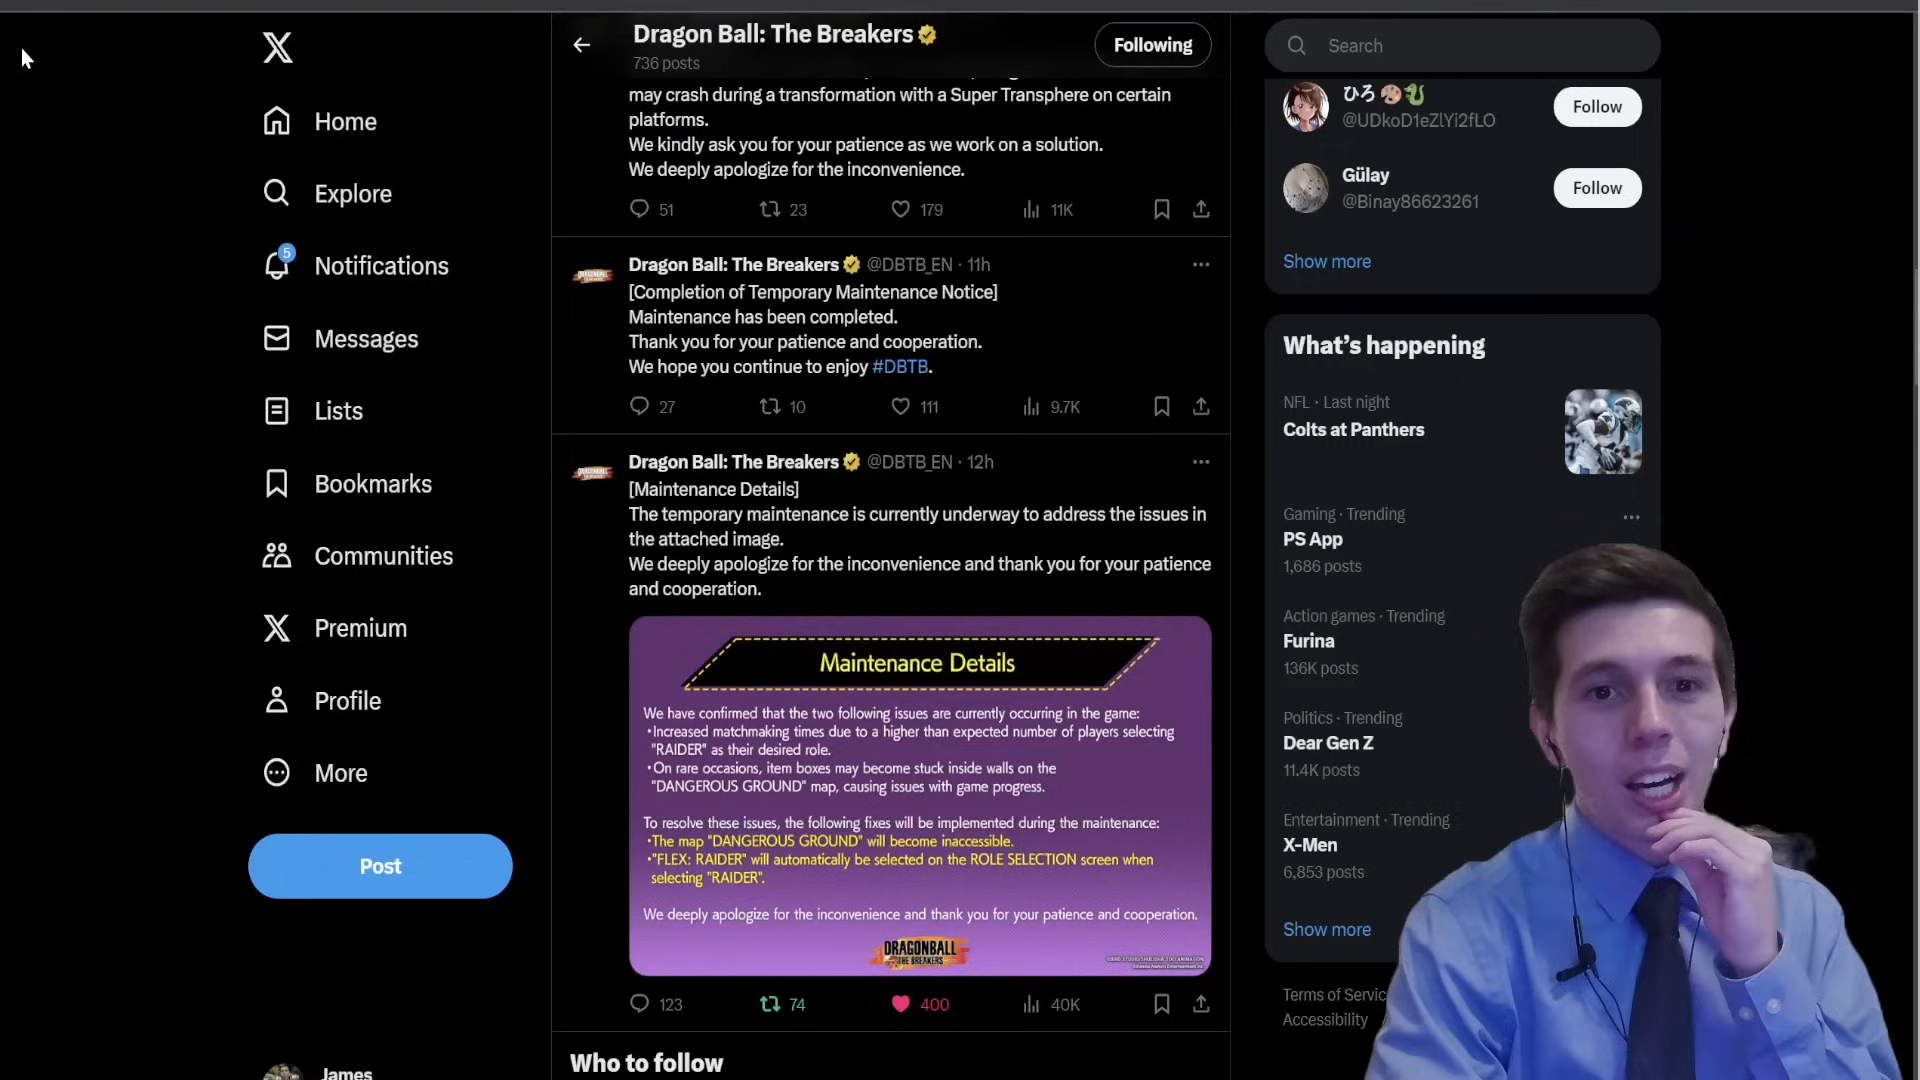 Dragon Ball: The Breakers
736 posts
Following
Search
Home
Explore
5
Notifications
Messages
Lists
Bookmarks
Communities
Premium
Profile
More
Post
James
may crash during a transformation with a Super Transphere on certain
platforms.
We kindly ask you for your patience as we work on a solution.
We deeply apologize for the inconvenience.
51 23 179 11K
Dragon Ball: The Breakers @DBTB_EN · 11h
[Completion of Temporary Maintenance Notice]
Maintenance has been completed.
Thank you for your patience and cooperation.
We hope you continue to enjoy #DBTB.
27 10 111 9.7K
Dragon Ball: The Breakers @DBTB_EN · 12h
[Maintenance Details]
The temporary maintenance is currently underway to address the issues in
the attached image.
We deeply apologize for the inconvenience and thank you for your patience
and cooperation.
Maintenance Details
We have confirmed that the two following issues are currently occurring in the game:
•Increased matchmaking times due to a higher than expected number of players selecting
"RAIDER" as their desired role.
•On rare occasions, item boxes may become stuck inside walls on the
"DANGEROUS GROUND" map, causing issues with game progress.
To resolve these issues, the following fixes will be implemented during the maintenance:
•The map "DANGEROUS GROUND" will become inaccessible.
•"FLEX: RAIDER" will automatically be selected on the ROLE SELECTION screen when
selecting "RAIDER".
We deeply apologize for the inconvenience and thank you for your patience and cooperation.
DRAGONBALL
THE BREAKERS
123 74 400 40K
Who to follow
ひろ
@UDkoD1eZlYi2fLO
Follow
Gülay
@Binay86623261
Follow
Show more
What's happening
NFL · Last night
Colts at Panthers
Gaming · Trending
PS App
1,686 posts
Action games · Trending
Furina
136K posts
Politics · Trending
Dear Gen Z
11.4K posts
Entertainment · Trending
X-Men
6,853 posts
Show more
Terms of
Accessibility